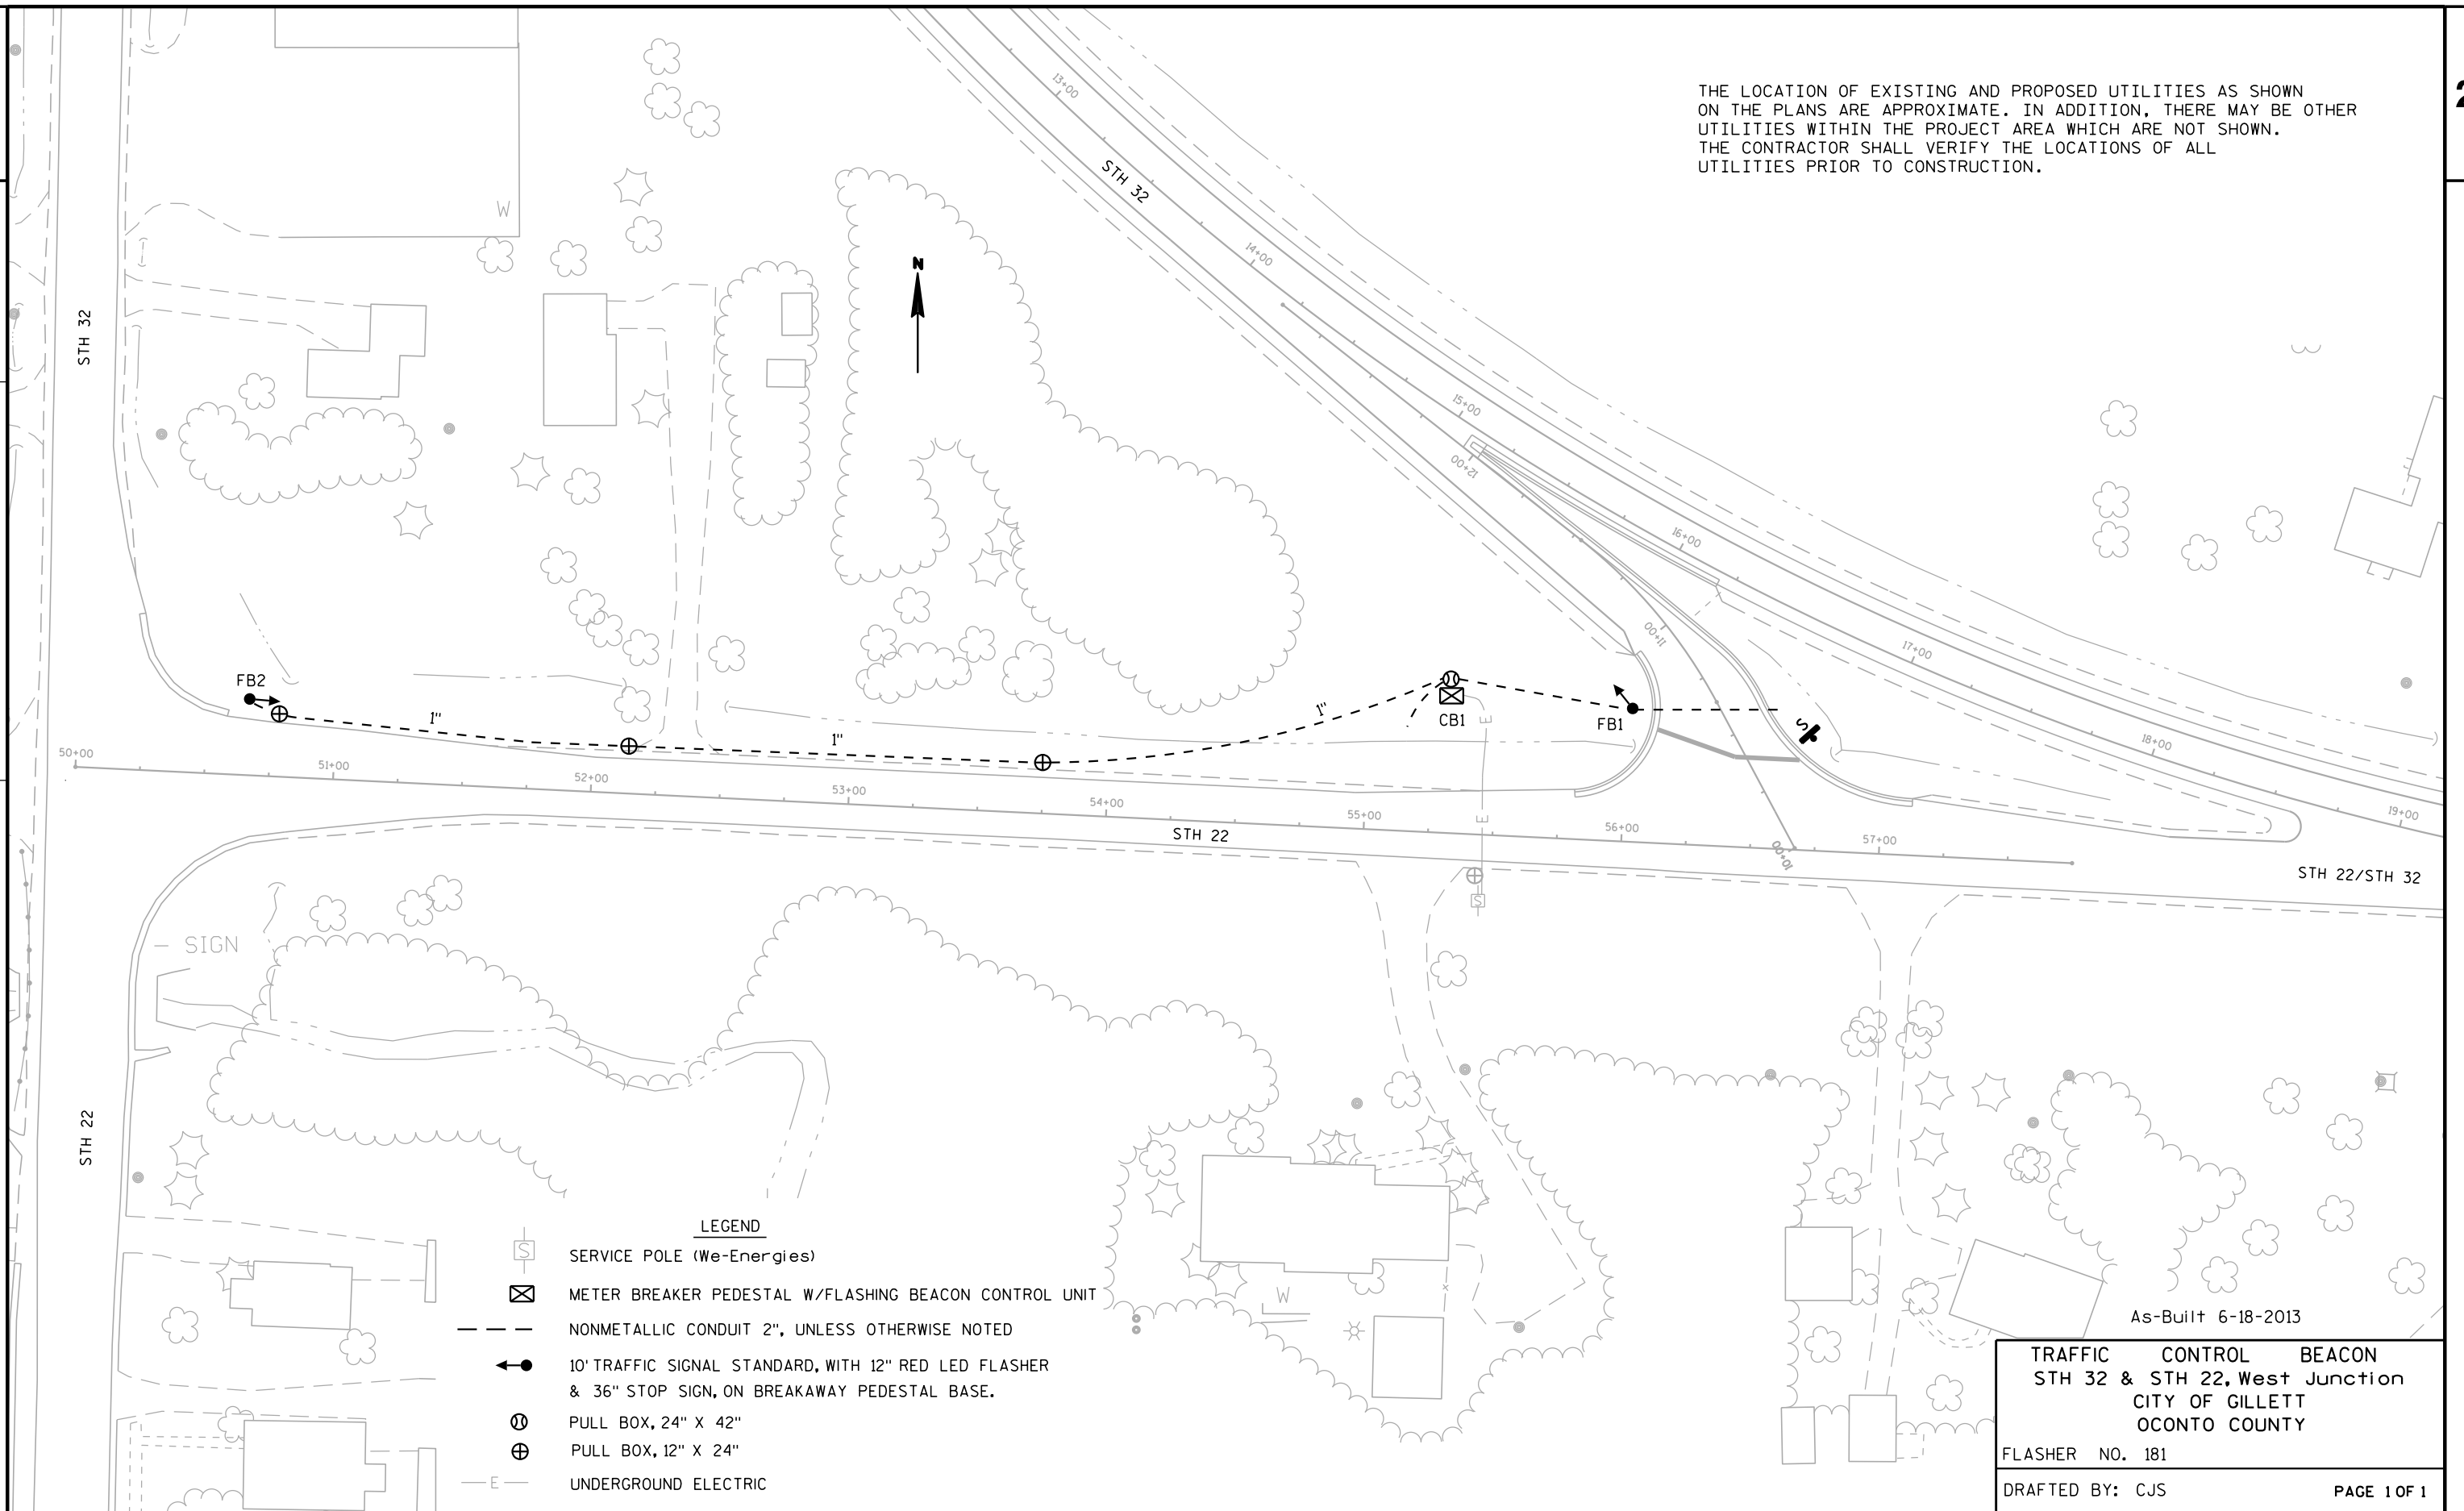 THE LOCATION OF EXISTING AND PROPOSED UTILITIES AS SHOWN
ON THE PLANS ARE APPROXIMATE. IN ADDITION, THERE MAY BE OTHER
UTILITIES WITHIN THE PROJECT AREA WHICH ARE NOT SHOWN.
THE CONTRACTOR SHALL VERIFY THE LOCATIONS OF ALL
UTILITIES PRIOR TO CONSTRUCTION.
2
13+00
STH 32
W
14+00
N
STH 32
15+00
12+00
16+00
11+00
17+00
FB2
1"
1"
1"
CB1
E
FB1
S
18+00
50+00
51+00
52+00
53+00
54+00
55+00
E
56+00
57+00
10+00
19+00
STH 22
STH 22/STH 32
S
SIGN
STH 22
W
LEGEND
S
SERVICE POLE (We-Energies)
METER BREAKER PEDESTAL W/FLASHING BEACON CONTROL UNIT
NONMETALLIC CONDUIT 2", UNLESS OTHERWISE NOTED
10' TRAFFIC SIGNAL STANDARD, WITH 12" RED LED FLASHER
& 36" STOP SIGN, ON BREAKAWAY PEDESTAL BASE.
PULL BOX, 24" X 42"
PULL BOX, 12" X 24"
E
UNDERGROUND ELECTRIC
As-Built 6-18-2013
TRAFFIC CONTROL BEACON
STH 32 & STH 22, West Junction
CITY OF GILLETT
OCONTO COUNTY
FLASHER NO. 181
DRAFTED BY: CJS
PAGE 1 OF 1